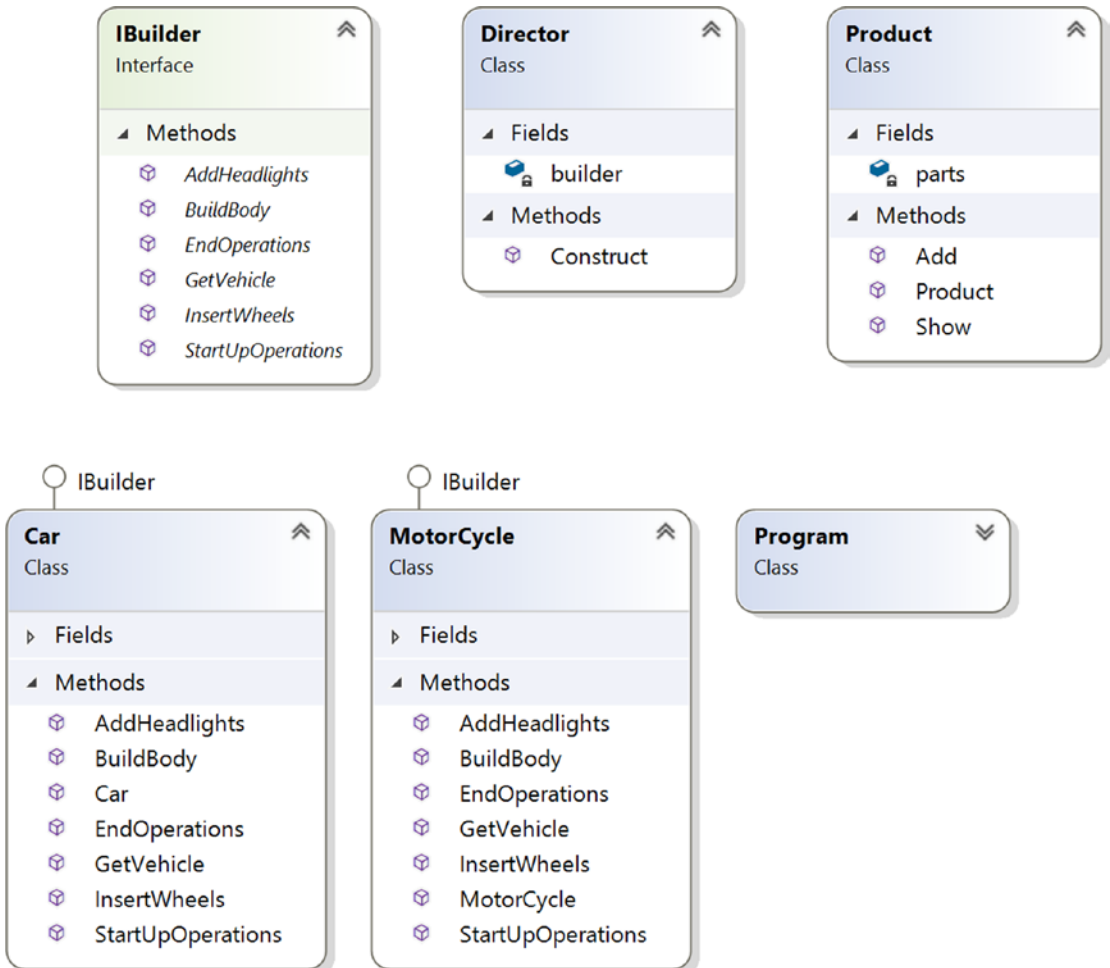 IBuilder
Interface
Methods
AddHeadlights
BuildBody
EndOperations
GetVehicle
InsertWheels
StartUpOperations
Director
Class
Fields
builder
Methods
Construct
Product
Class
Fields
parts
Methods
Add
Product
Show
IBuilder
Car
Class
Fields
Methods
AddHeadlights
BuildBody
Car
EndOperations
GetVehicle
InsertWheels
StartUpOperations
IBuilder
MotorCycle
Class
Fields
Methods
AddHeadlights
BuildBody
EndOperations
GetVehicle
InsertWheels
MotorCycle
StartUpOperations
Program
Class